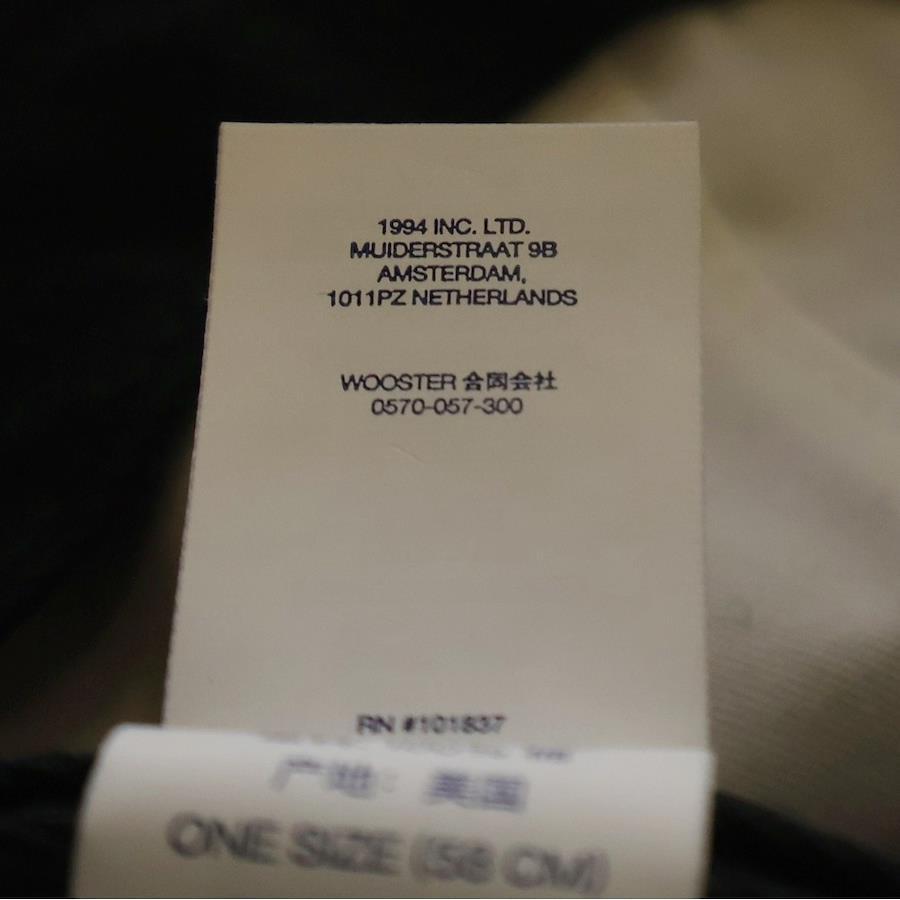 1994 INC. LTD.
MUIDERSTRAAT 9B
AMSTERDAM,
1011PZ NETHERLANDS
WOOSTER 合同会社
0570-057-300
RN #101837
产地: 美国
ONE SIZE (58 CM)